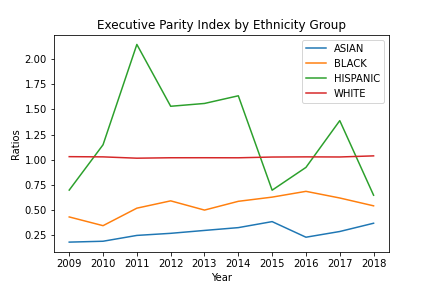 Executive Parity Index by Ethnicity Group
Ratios
2.00
1.75
1.50
1.25
1.00
0.75
0.50
0.25
ASIAN
BLACK
HISPANIC
WHITE
2009 2010 2011 2012 2013 2014 2015 2016 2017 2018
Year